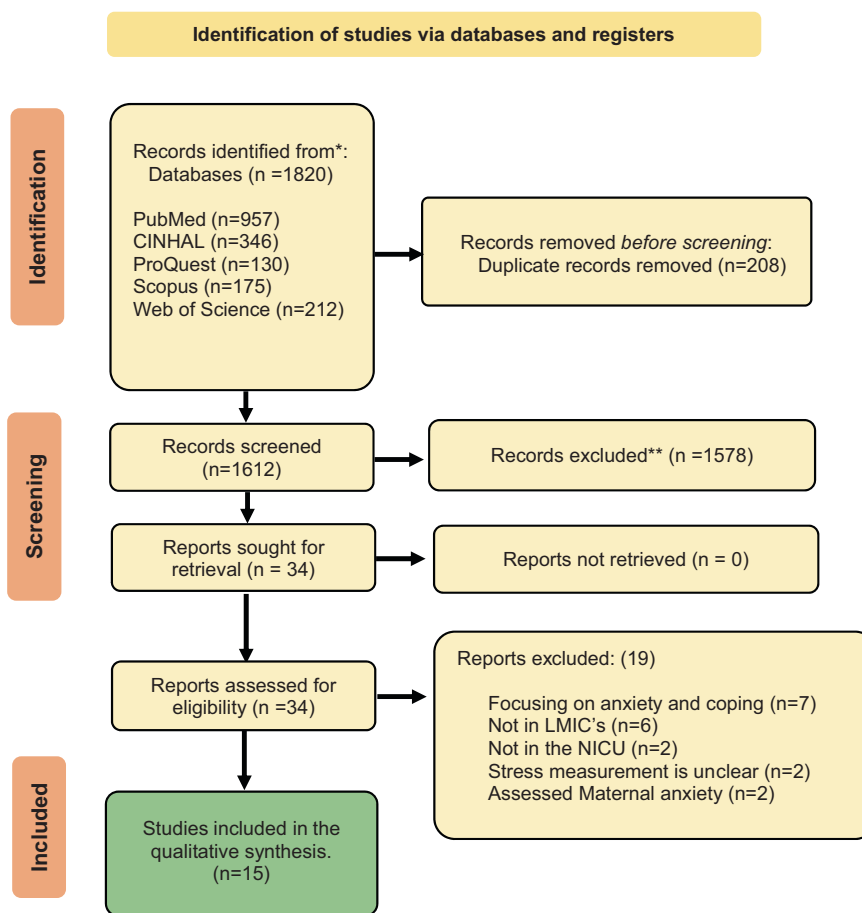 Identification of studies via databases and registers
Identification
Records identified from*:
Databases (n =1820)
PubMed (n=957)
CINHAL (n=346)
ProQuest (n=130)
Scopus (n=175)
Web of Science (n=212)
Records removed before screening:
Duplicate records removed (n=208)
Screening
Records screened
(n=1612)
Records excluded** (n =1578)
Reports sought for
retrieval (n = 34)
Reports not retrieved (n = 0)
Reports assessed for
eligibility (n =34)
Reports excluded: (19)
Focusing on anxiety and coping (n=7)
Not in LMIC's (n=6)
Not in the NICU (n=2)
Stress measurement is unclear (n=2)
Assessed Maternal anxiety (n=2)
Included
Studies included in the
qualitative synthesis.
(n=15)